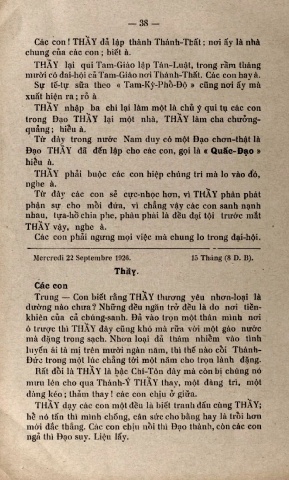 — 38 —
Các con ! THẦY đã lập thành Thánh-Thất; nơi ấy là nhà
chung của các con ; biết à.
THẦY lại qui Tam-Giáo lập Tân-Luật, trong rằm tháng
mười có đại-hội cả Tam-Giáo nơi Thánh-Thất. Các con hay à.
Sự tế-tự sửa theo « Tam-Kỳ-Phổ-Độ » cũng nơi ấy mà
xuất hiện ra ; rõ à
THẦY nhập ba chi lại làm một là chủ ý qui tụ các con
trong Đạo THẦY lại một nhà, THẦY làm cha chưởng-
quảng ; hiểu à.
Từ đây trong nước Nam duy có một Đạo chơn-thật là
Đạo THẦY đã đến lập cho các con, gọi là « Quốc-Đạo »
hiểu à.
THẦY phải buộc các con hiệp chúng trí mà lo vào đó,
nghe à.
Từ đây các con sẽ cực-nhọc hơn, vì THẦY phân phát
phận sự cho mỗi đứa, vì chẳng vậy các con sanh nạnh
nhau, tựa-hồ chia phe, phân phái là đều đại tội trước mắt
THẦY vậy, nghe à.
Các con phải ngưng mọi việc mà chung lo trong đại-hội.
Mercredi 22 Septembre 1926. 15 Tháng (8 D. B).
Thầy.
Các con
Trung — Con biết rằng THẦY thương yêu nhơn-loại là
dường nào chưa ? Những đều ngăn trở đều là do nơi tiền-
khiên của cả chúng-sanh. Đã vào trọn một thân mình nơi
ô trược thì THẦY đây cũng khó mà rửa với một gáo nước
mà đặng trong sạch. Nhơn loại đã thâm nhiễm vào tình
luyến ái tà mị trên mười ngàn năm, thì thế nào cỗi Thánh-
Đức trong một lúc chẳng tới một năm cho trọn lành đặng.
Rất đỗi là THẦY là bậc Chí-Tôn đây mà còn bị chúng nó
mưu lén cho qua Thánh-Ý THẦY thay, một đàng trì, một
đàng kéo ; thảm thay ! các con chịu ở giữa.
THẦY dạy các con một đều là biết tranh đấu cùng THẦY;
hễ nó tấn thì mình chống, cân sức cho bằng hay là trỗi hơn
mới đắc thắng. Các con chịu nổi thì Đạo thành, còn các con
ngã thì Đạo suy. Liệu lấy.